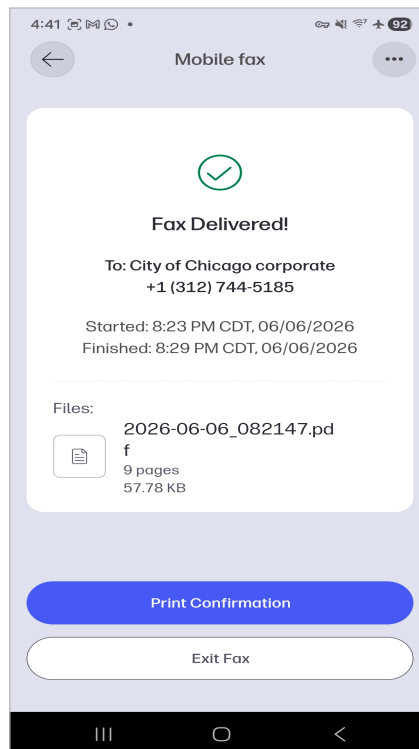 4:41
92
Mobile fax
Fax Delivered!
To: City of Chicago corporate
+1 (312) 744-5185
Started: 8:23 PM CDT, 06/06/2026
Finished: 8:29 PM CDT, 06/06/2026
Files:
2026-06-06_082147.pd
f
9 pages
57.78 KB
Print Confirmation
Exit Fax